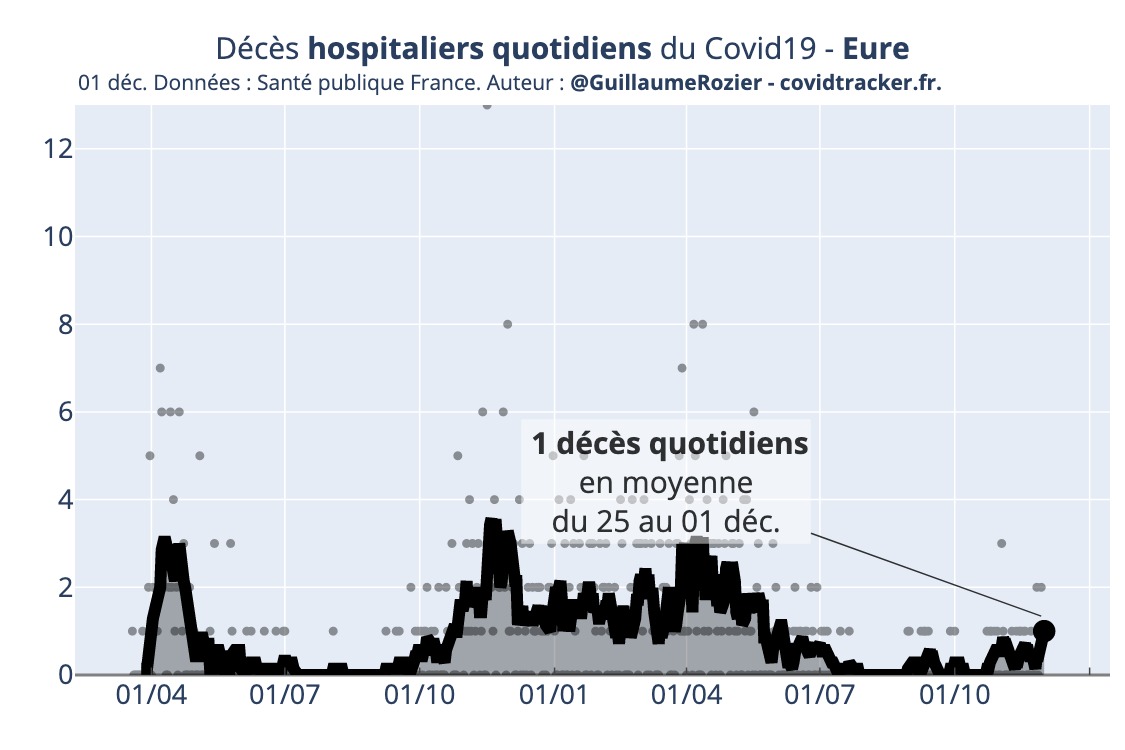 Décès hospitaliers quotidiens du Covid19 - Eure
01 déc. Données : Santé publique France. Auteur : @GuillaumeRozier - covidtracker.fr.
12
10
8
6
1 décès quotidiens
en moyenne
4
du 25 au 01 déc.
2
0
01/04 01/07 01/10 01/01 01/04 01/07 01/10